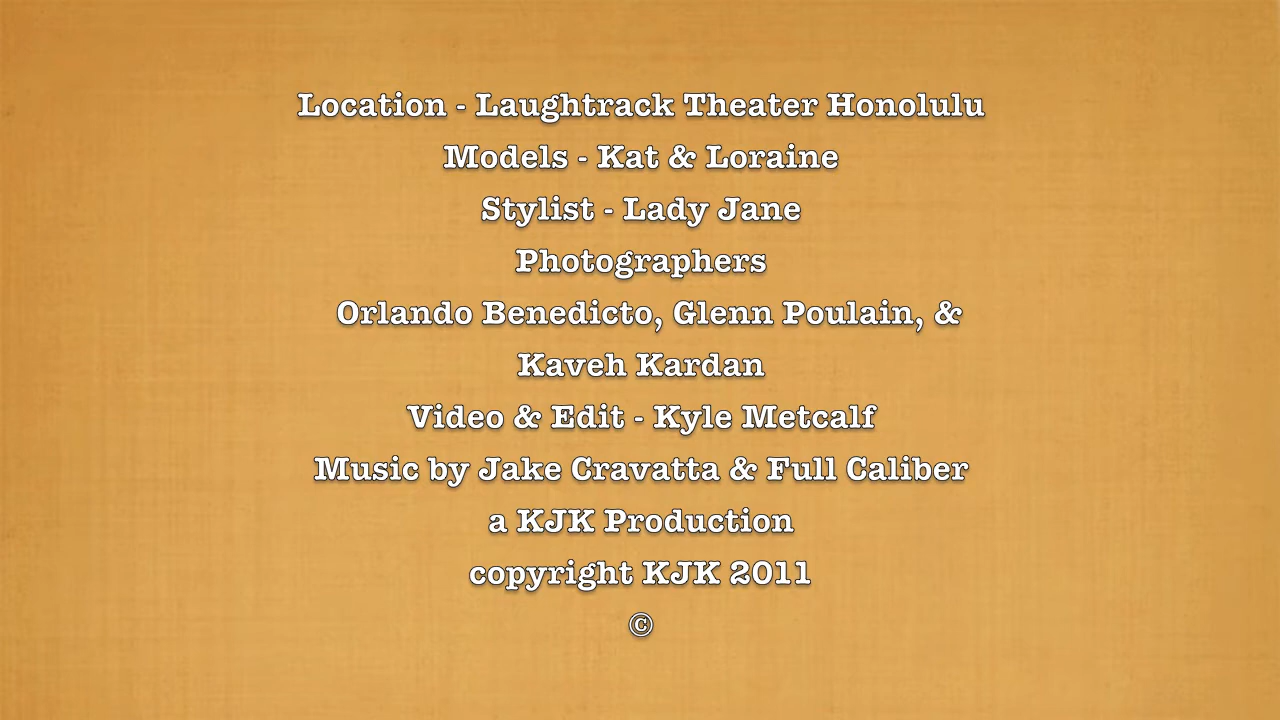 Location - Laughtrack Theater Honolulu
Models - Kat & Loraine
Stylist - Lady Jane
Photographers
Orlando Benedicto, Glenn Poulain, &
Kaveh Kardan
Video & Edit - Kyle Metcalf
Music by Jake Cravatta & Full Caliber
a KJK Production
copyright KJK 2011
©